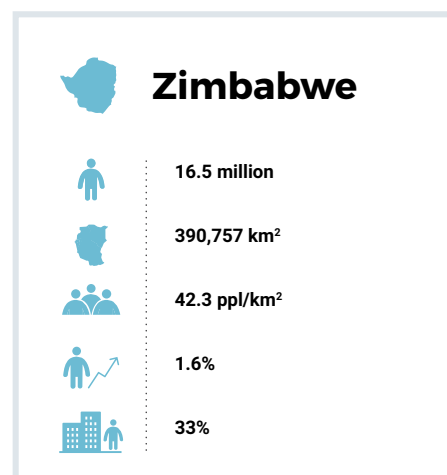 Zimbabwe
16.5 million
390,757 km²
42.3 ppl/km²
1.6%
33%